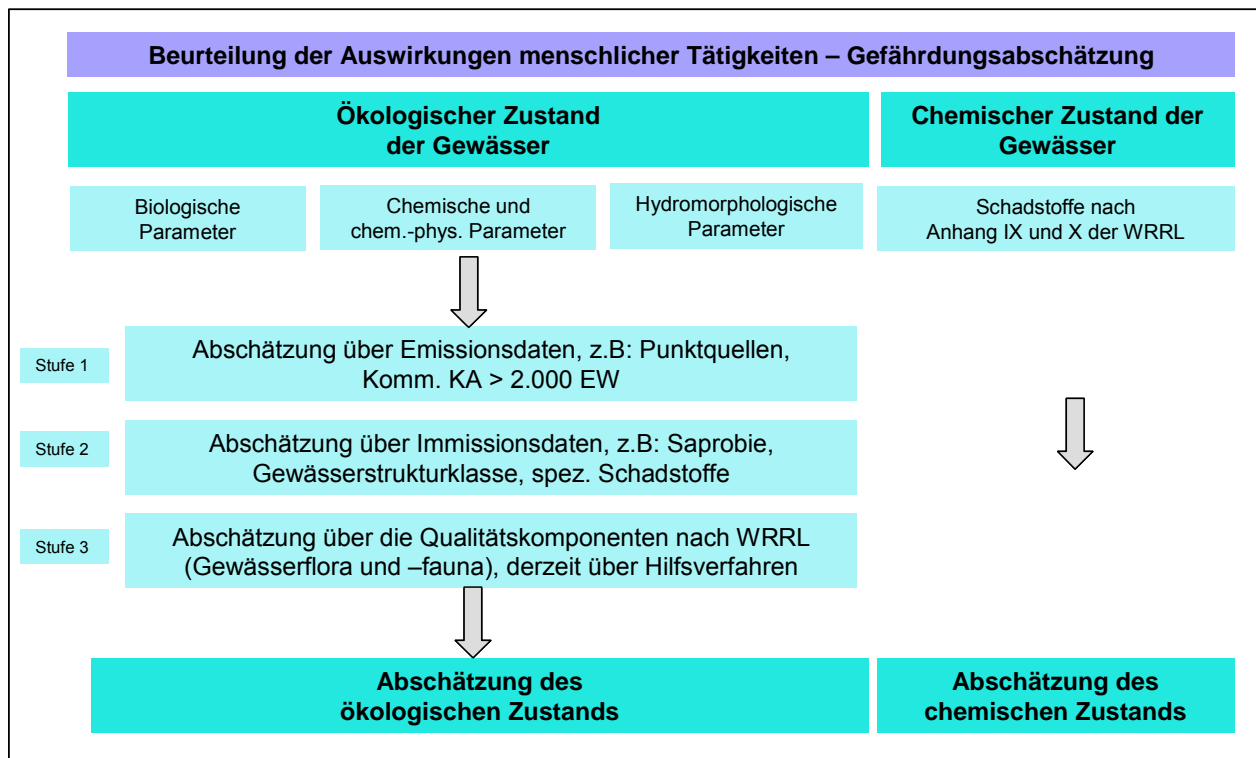 Beurteilung der Auswirkungen menschlicher Tätigkeiten – Gefährdungsabschätzung
Ökologischer Zustand
der Gewässer
Chemischer Zustand der
Gewässer
Biologische
Parameter
Chemische und
chem.-phys. Parameter
Hydromorphologische
Parameter
Schadstoffe nach
Anhang IX und X der WRRL
Stufe 1
Abschätzung über Emissionsdaten, z.B: Punktquellen,
Komm. KA > 2.000 EW
Stufe 2
Abschätzung über Immissionsdaten, z.B: Saprobie,
Gewässerstrukturklasse, spez. Schadstoffe
Stufe 3
Abschätzung über die Qualitätskomponenten nach WRRL
(Gewässerflora und –fauna), derzeit über Hilfsverfahren
Abschätzung des
ökologischen Zustands
Abschätzung des
chemischen Zustands